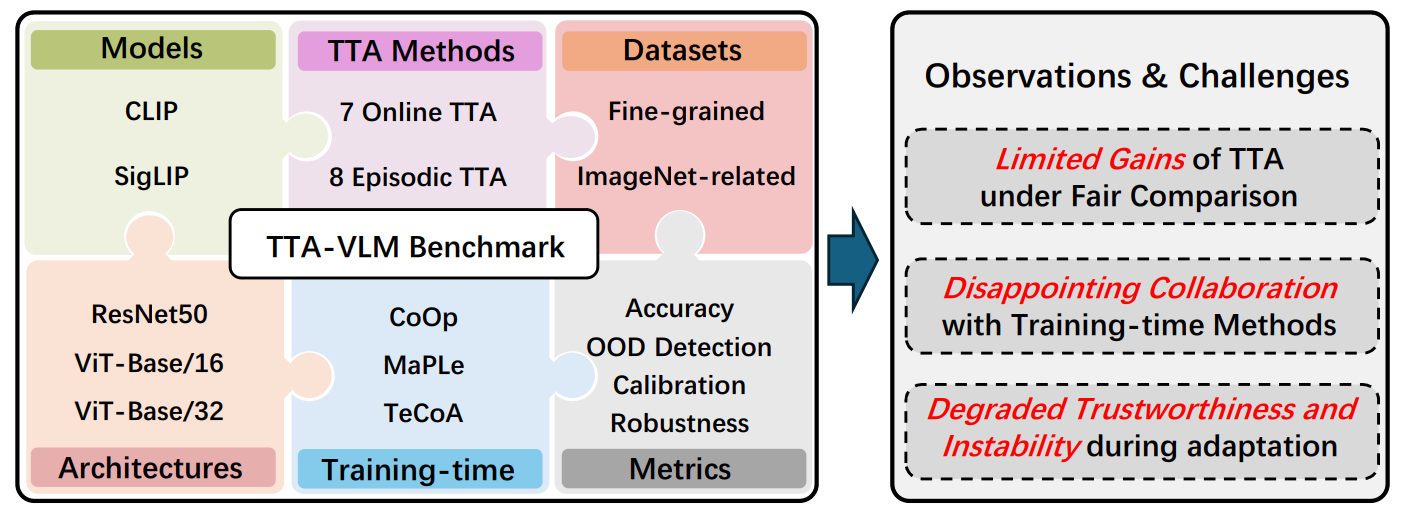 Models
CLIP
SigLIP
TTA Methods
7 Online TTA
8 Episodic TTA
Datasets
Fine-grained
ImageNet-related
TTA-VLM Benchmark
ResNet50
ViT-Base/16
ViT-Base/32
Architectures
CoOp
MaPLe
TeCoA
Training-time
Accuracy
OOD Detection
Calibration
Robustness
Metrics
Observations & Challenges
Limited Gains of TTA
under Fair Comparison
Disappointing Collaboration
with Training-time Methods
Degraded Trustworthiness and
Instability during adaptation